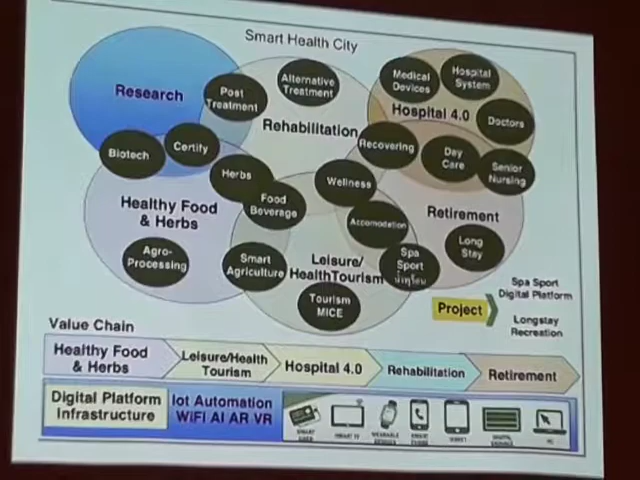 Smart Health City
Research
Post
Treatment
Alternative
Treatment
Medical
Devices
Hospital
System
Hospital 4.0
Doctors
Rehabilitation
Biotech
Certify
Recovering
Day
Care
Senior
Nursing
Herbs
Wellness
Healthy Food
& Herbs
Food
Beverage
Accomodation
Retirement
Agro-
Processing
Smart
Agriculture
Leisure/
HealthTourism
Spa
Sport
Long
Stay
Tourism
MICE
Project
Spa Sport
Digital Platform
Longstay
Recreation
Value Chain
Healthy Food
& Herbs
Leisure/Health
Tourism
Hospital 4.0
Rehabilitation
Retirement
Digital Platform
Infrastructure
Iot Automation
WiFi AI AR VR
SMART TV
PC